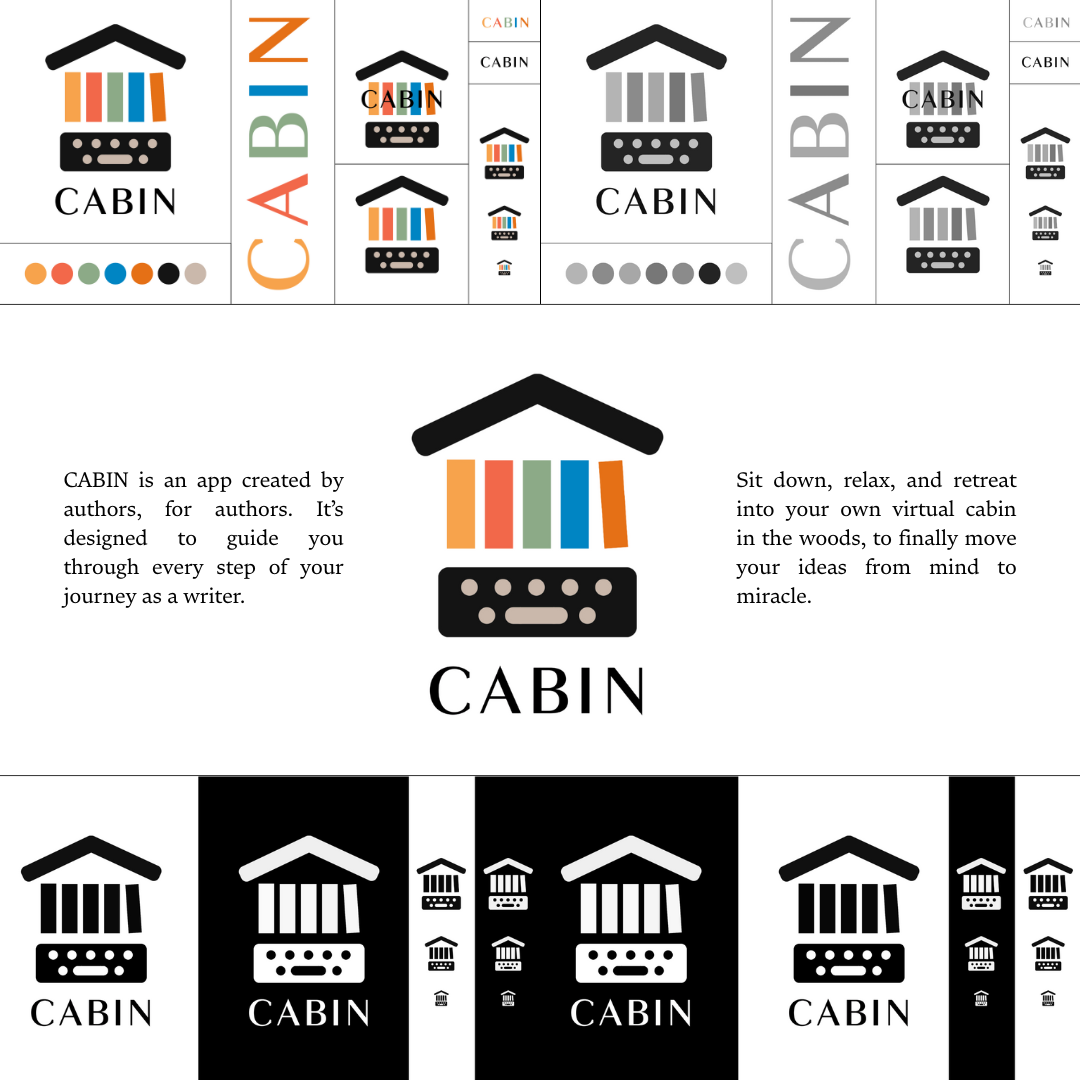 CABIN
CABIN
CABIN
CABIN
CABIN
CABIN
CABIN
CABIN
CABIN
CABIN
CABIN is an app created by
authors, for authors. It’s
designed to guide you
through every step of your
journey as a writer.
CABIN
Sit down, relax, and retreat
into your own virtual cabin
in the woods, to finally move
your ideas from mind to
miracle.
CABIN
CABIN
CABIN
CABIN